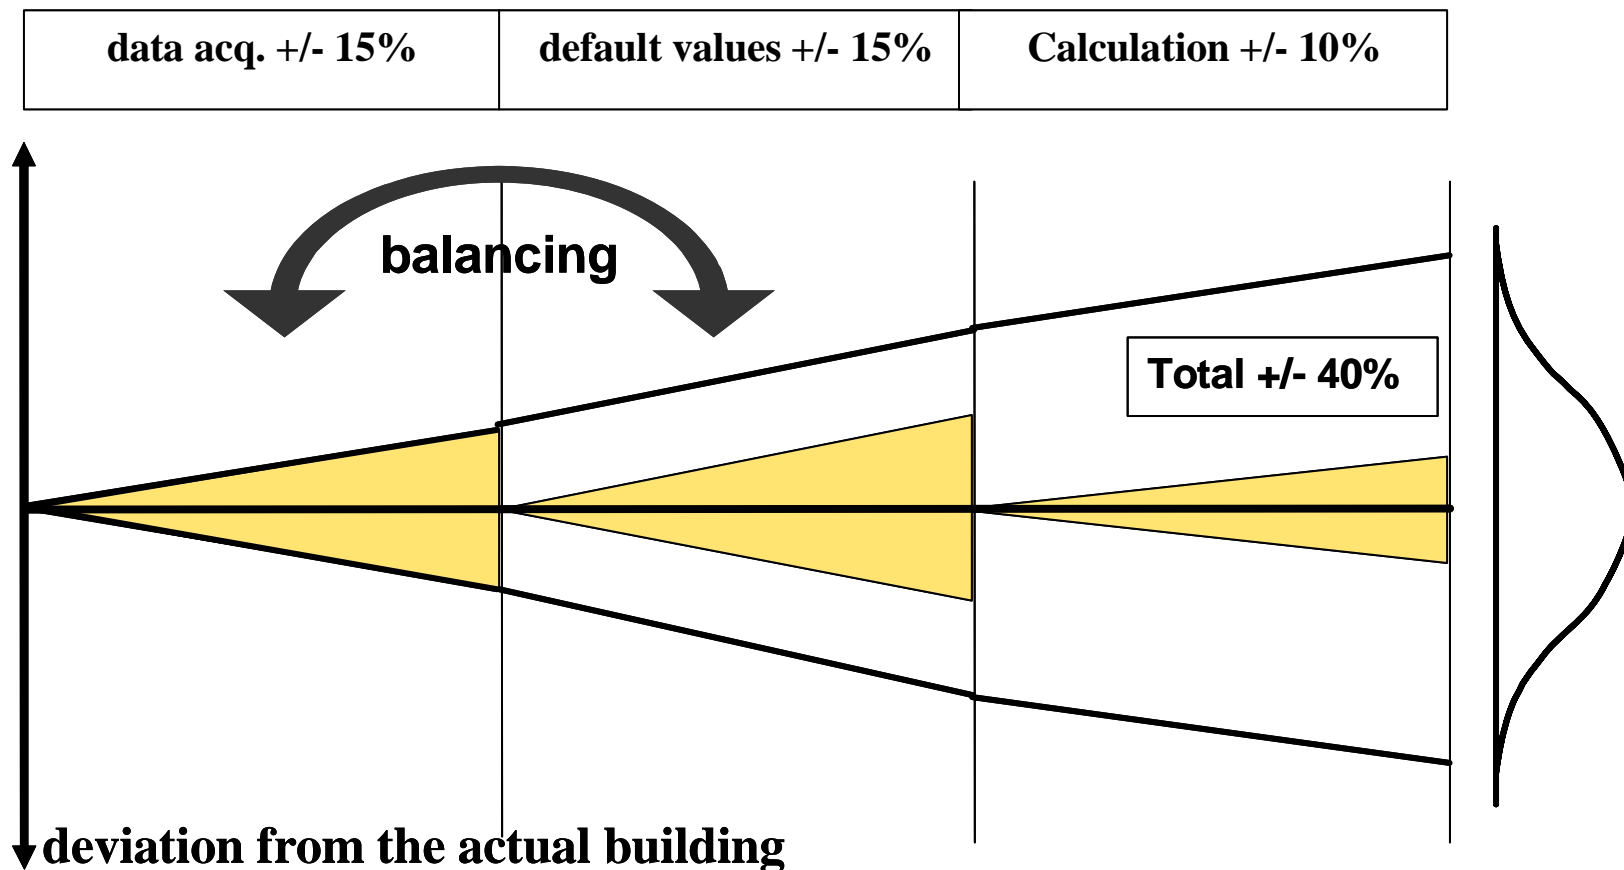 data acq. +/- 15%
default values +/- 15%
Calculation +/- 10%
balancing
Total +/- 40%
deviation from the actual building